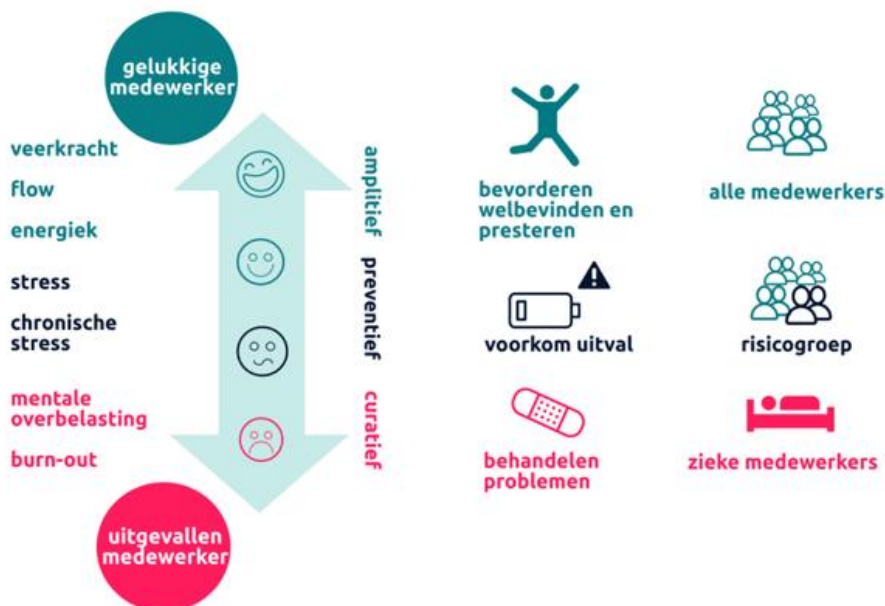 gelukkige
medewerker
veerkracht
flow
energiek
stress
chronische
stress
mentale
overbelasting
burn-out
amplitief
preventief
curatief
bevorderen
welbevinden en
presteren
alle medewerkers
voorkom uitval
risicogroep
behandelen
problemen
zieke medewerkers
uitgevallen
medewerker